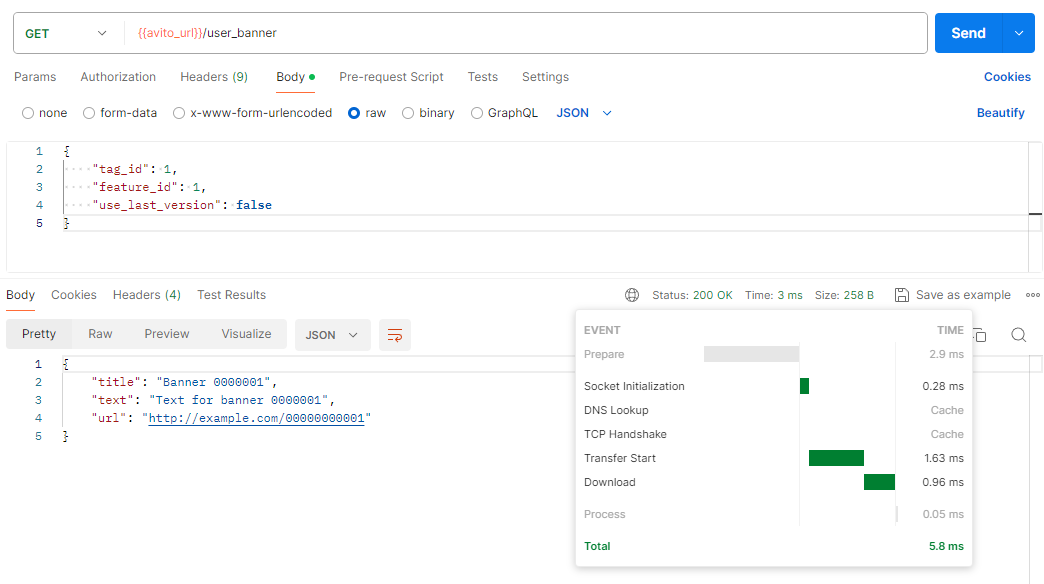 GET {{avito_url}}/user_banner Send
Params Authorization Headers (9) Body Pre-request Script Tests Settings Cookies
none form-data x-www-form-urlencoded raw binary GraphQL JSON Beautify
1 {
2 "tag_id": 1,
3 "feature_id": 1,
4 "use_last_version": false
5 }
Body Cookies Headers (4) Test Results Status: 200 OK Time: 3 ms Size: 258 B Save as example
Pretty Raw Preview Visualize JSON
1 {
2 "title": "Banner 0000001",
3 "text": "Text for banner 0000001",
4 "url": "http://example.com/00000000001"
5 }
EVENT TIME
Prepare 2.9 ms
Socket Initialization 0.28 ms
DNS Lookup Cache
TCP Handshake Cache
Transfer Start 1.63 ms
Download 0.96 ms
Process 0.05 ms
Total 5.8 ms